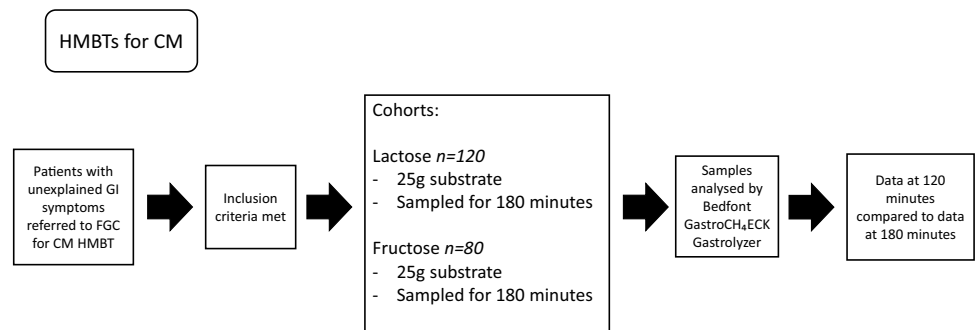 HMBTs for CM
Patients with
unexplained GI
symptoms
referred to FGC
for CM HMBT
Inclusion
criteria met
Cohorts:
Lactose n=120
- 25g substrate
- Sampled for 180 minutes
Fructose n=80
- 25g substrate
- Sampled for 180 minutes
Samples
analysed by
Bedfont
GastroCH₄ECK
Gastrolyzer
Data at 120
minutes
compared to data
at 180 minutes